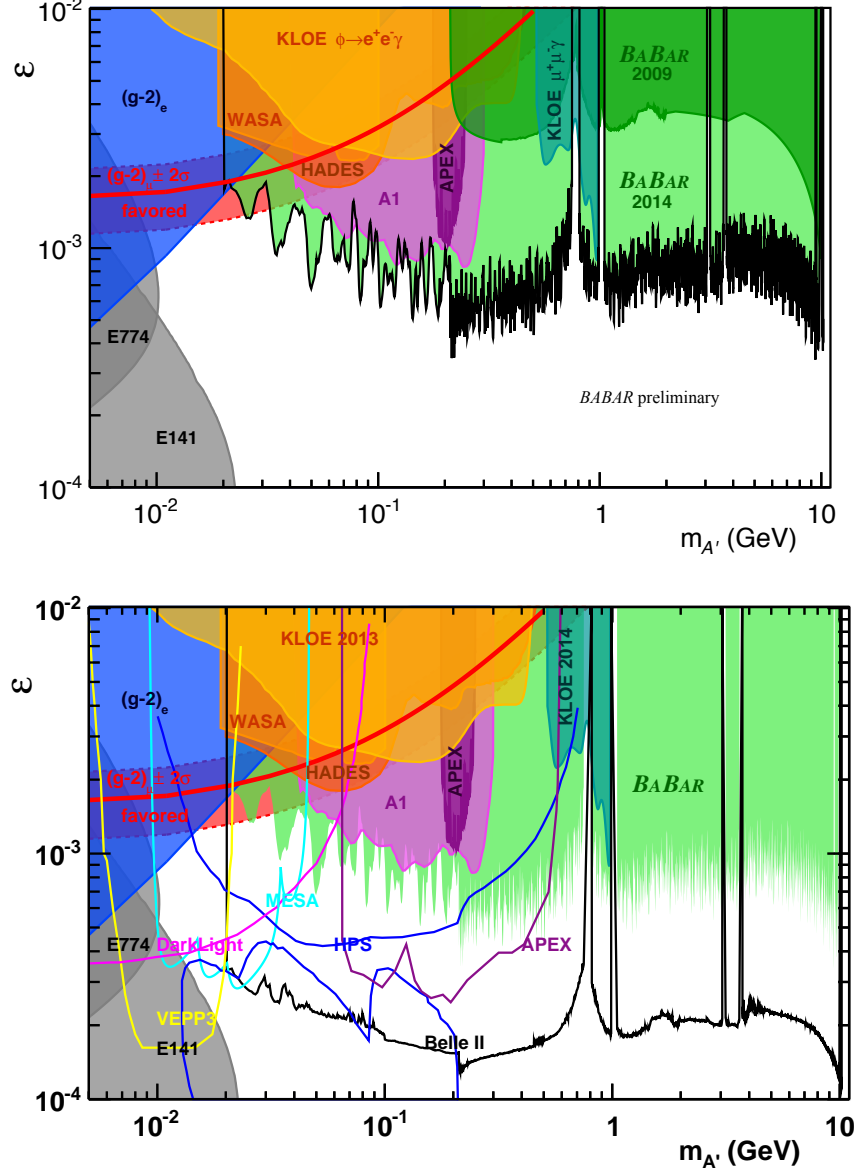 10⁻²
ε
KLOE ϕ→e⁺e⁻γ
(g-2)ₑ
WASA
KLOE μ⁺μ⁻γ
BABAR
2009
HADES
APEX
(g-2)μ ± 2σ
favored
A1
BABAR
2014
10⁻³
E774
BABAR preliminary
E141
10⁻⁴
10⁻² 10⁻¹ 1 10
m_A' (GeV)
10⁻²
ε
KLOE 2013
(g-2)ₑ
WASA
KLOE 2014
HADES
APEX
(g-2)μ ± 2σ
favored
A1
BABAR
10⁻³
MESA
E774
DarkLight
HPS
APEX
VEPP3
E141
Belle II
10⁻⁴
10⁻² 10⁻¹ 1 10
m_A' (GeV)